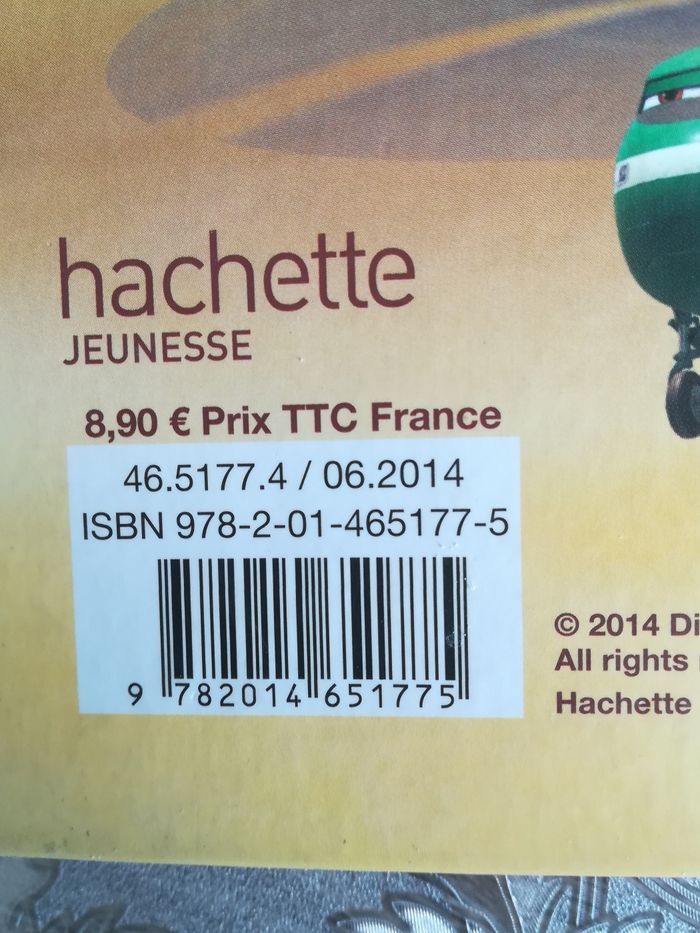 hachette
JEUNESSE
8,90 € Prix TTC France
46.5177.4 / 06.2014
ISBN 978-2-01-465177-5
9 782014 651775
© 2014 Di
All rights
Hachette